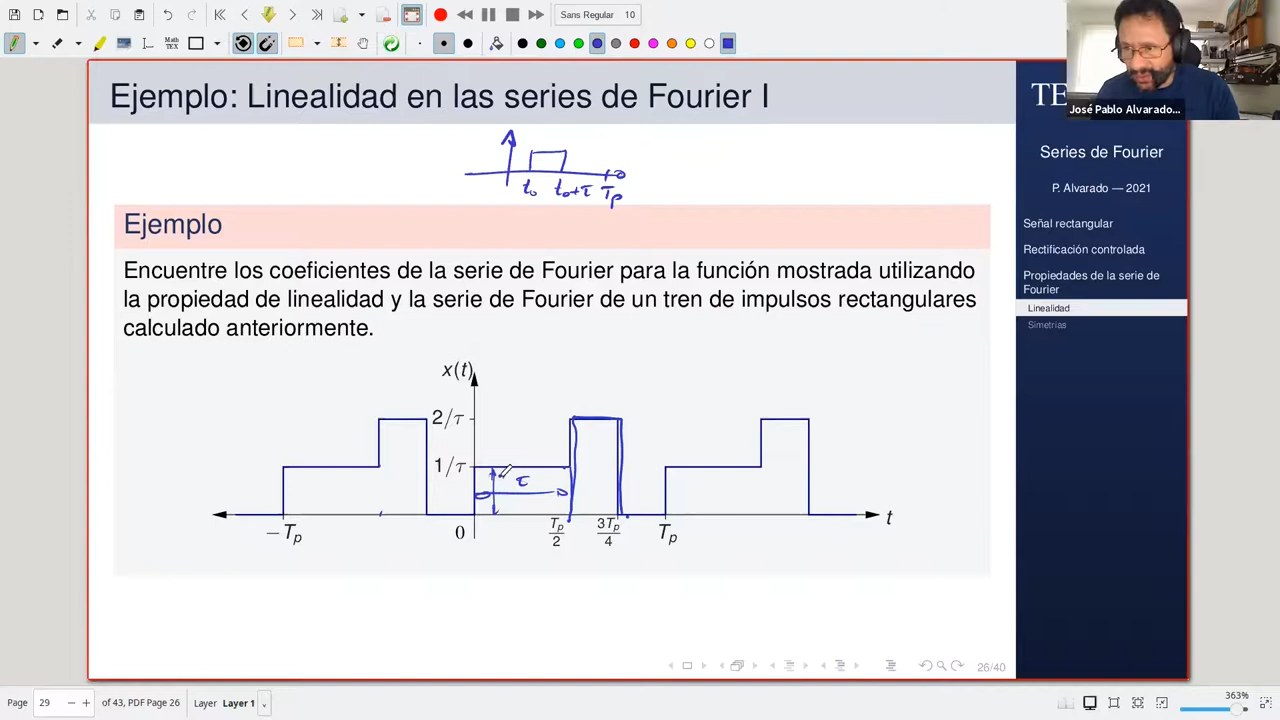 Sans Regular 10
Math
TEX
Ejemplo: Linealidad en las series de Fourier I
t₀ t₀+τ Tp
Ejemplo
Encuentre los coeficientes de la serie de Fourier para la función mostrada utilizando
la propiedad de linealidad y la serie de Fourier de un tren de impulsos rectangulares
calculado anteriormente.
x(t)
2/τ
1/τ
τ
−Tp 0 Tp/2 3Tp/4 Tp t
26/40
TE
José Pablo Alvarado...
Series de Fourier
P. Alvarado — 2021
Señal rectangular
Rectificación controlada
Propiedades de la serie de
Fourier
Linealidad
Simetrías
Page 29 of 43, PDF Page 26 Layer Layer 1
363%